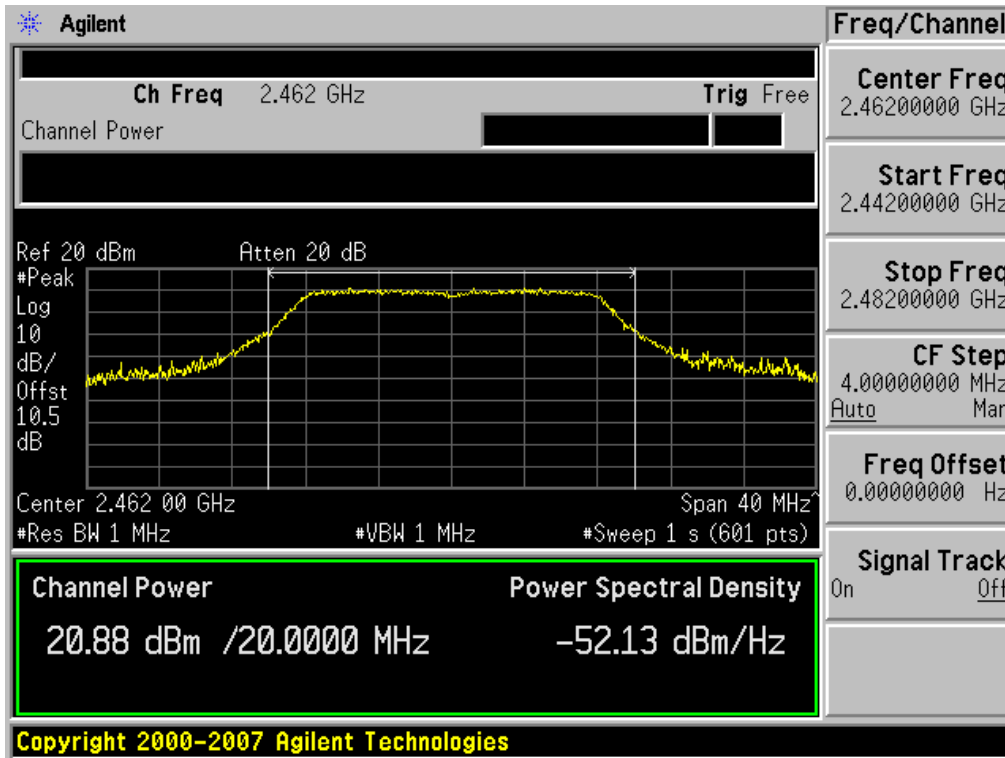 Agilent
Freq/Channel
Ch Freq 2.462 GHz Trig Free
Channel Power
Center Freq
2.46200000 GHz
Start Freq
2.44200000 GHz
Stop Freq
2.48200000 GHz
CF Step
4.00000000 MHz
Auto Man
Freq Offset
0.00000000 Hz
Signal Track
On Off
Ref 20 dBm Atten 20 dB
#Peak
Log
10
dB/
Offst
10.5
dB
Center 2.462 00 GHz Span 40 MHz^
#Res BW 1 MHz #VBW 1 MHz #Sweep 1 s (601 pts)
Channel Power Power Spectral Density
20.88 dBm /20.0000 MHz -52.13 dBm/Hz
Copyright 2000-2007 Agilent Technologies